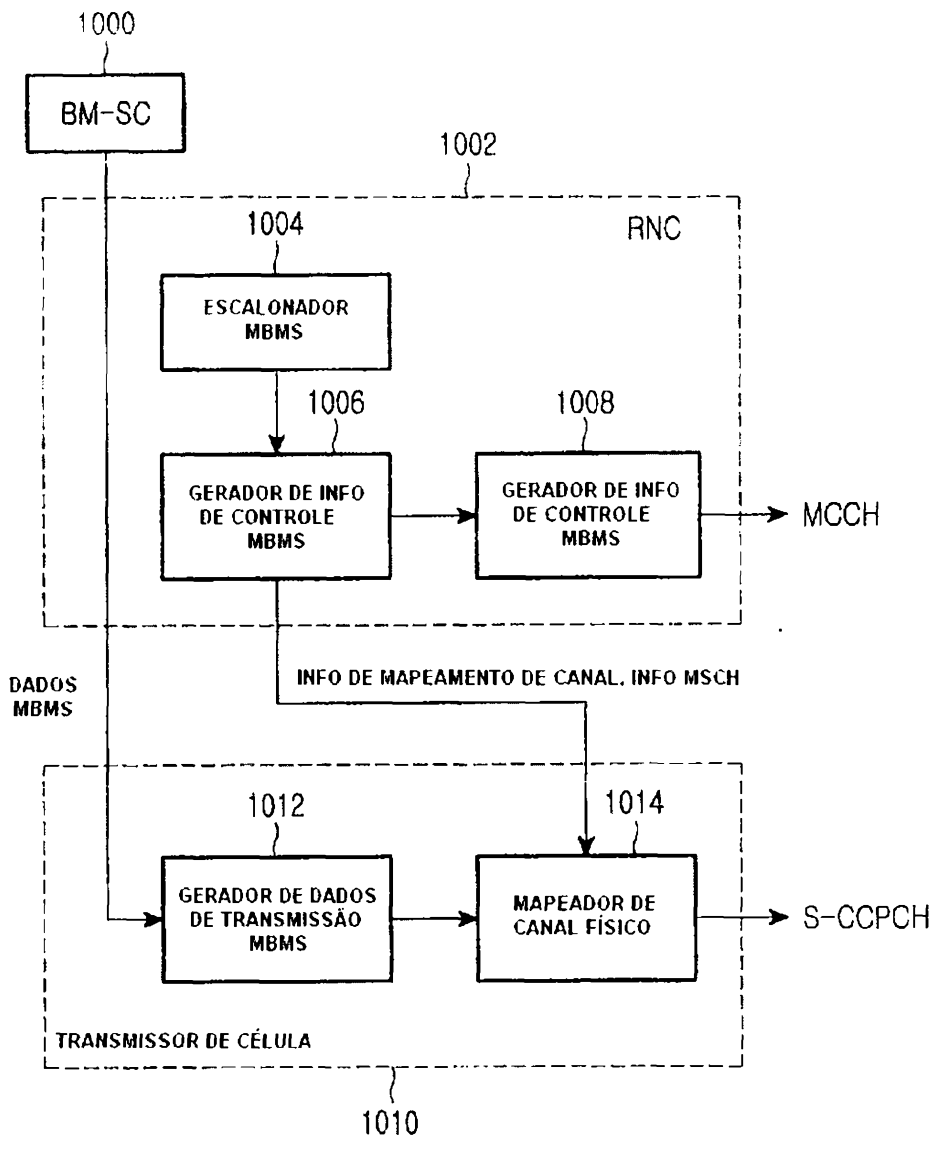 1000
BM-SC
1002
RNC
1004
ESCALONADOR
MBMS
1006
GERADOR DE INFO
DE CONTROLE
MBMS
1008
GERADOR DE INFO
DE CONTROLE
MBMS
MCCH
INFO DE MAPEAMENTO DE CANAL. INFO MSCH
DADOS
MBMS
1012
GERADOR DE DADOS
DE TRANSMISSÃO
MBMS
1014
MAPEADOR DE
CANAL FÍSICO
S-CCPCH
TRANSMISSOR DE CÉLULA
1010